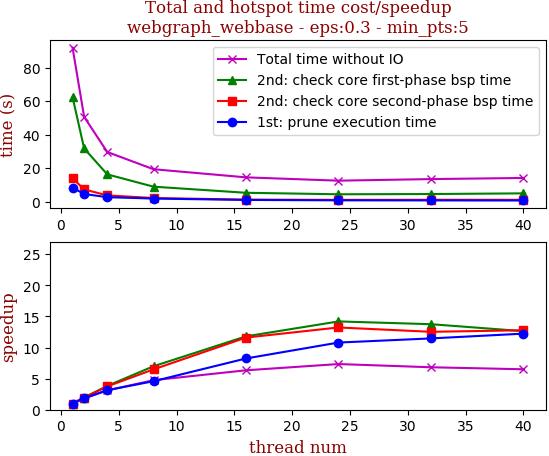 Total and hotspot time cost/speedup
webgraph_webbase - eps:0.3 - min_pts:5
time (s)
80
60
40
20
0
Total time without IO
2nd: check core first-phase bsp time
2nd: check core second-phase bsp time
1st: prune execution time
0 5 10 15 20 25 30 35 40
speedup
25
20
15
10
5
0
0 5 10 15 20 25 30 35 40
thread num